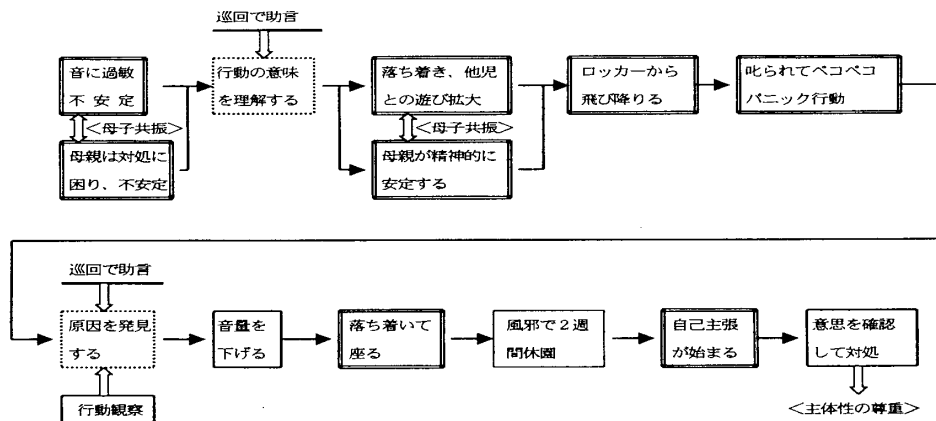 巡回で助言
音に過敏
不 安定
＜母子共振＞
母親は対処に
困り、不安定
行動の意味
を理解する
落ち着き、他児
との遊び拡大
＜母子共振＞
母親が精神的に
安定する
ロッカーから
飛び降りる
叱られてペコペコ
パニック行動
巡回で助言
原因を発見
する
行動観察
音量を
下げる
落ち着いて
座る
風邪で２週
間休園
自己主張
が始まる
意思を確認
して対処
＜主体性の尊重＞